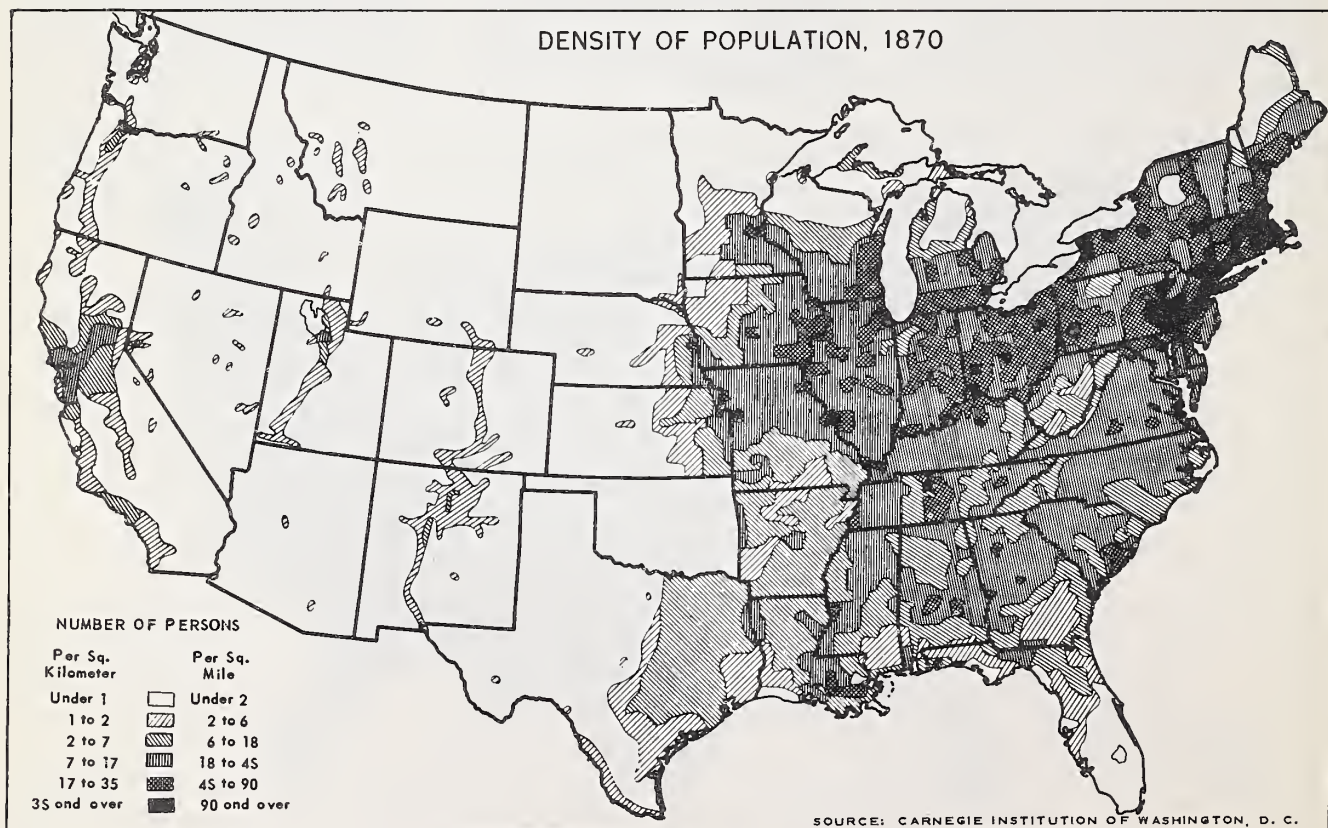 DENSITY OF POPULATION, 1870
NUMBER OF PERSONS
Per Sq. Kilometer Per Sq. Mile
Under 1 Under 2
1 to 2 2 to 6
2 to 7 6 to 18
7 to 17 18 to 4S
17 to 35 4S to 90
3S ond over 90 ond over
SOURCE: CARNEGIE INSTITUTION OF WASHINGTON, D. C.